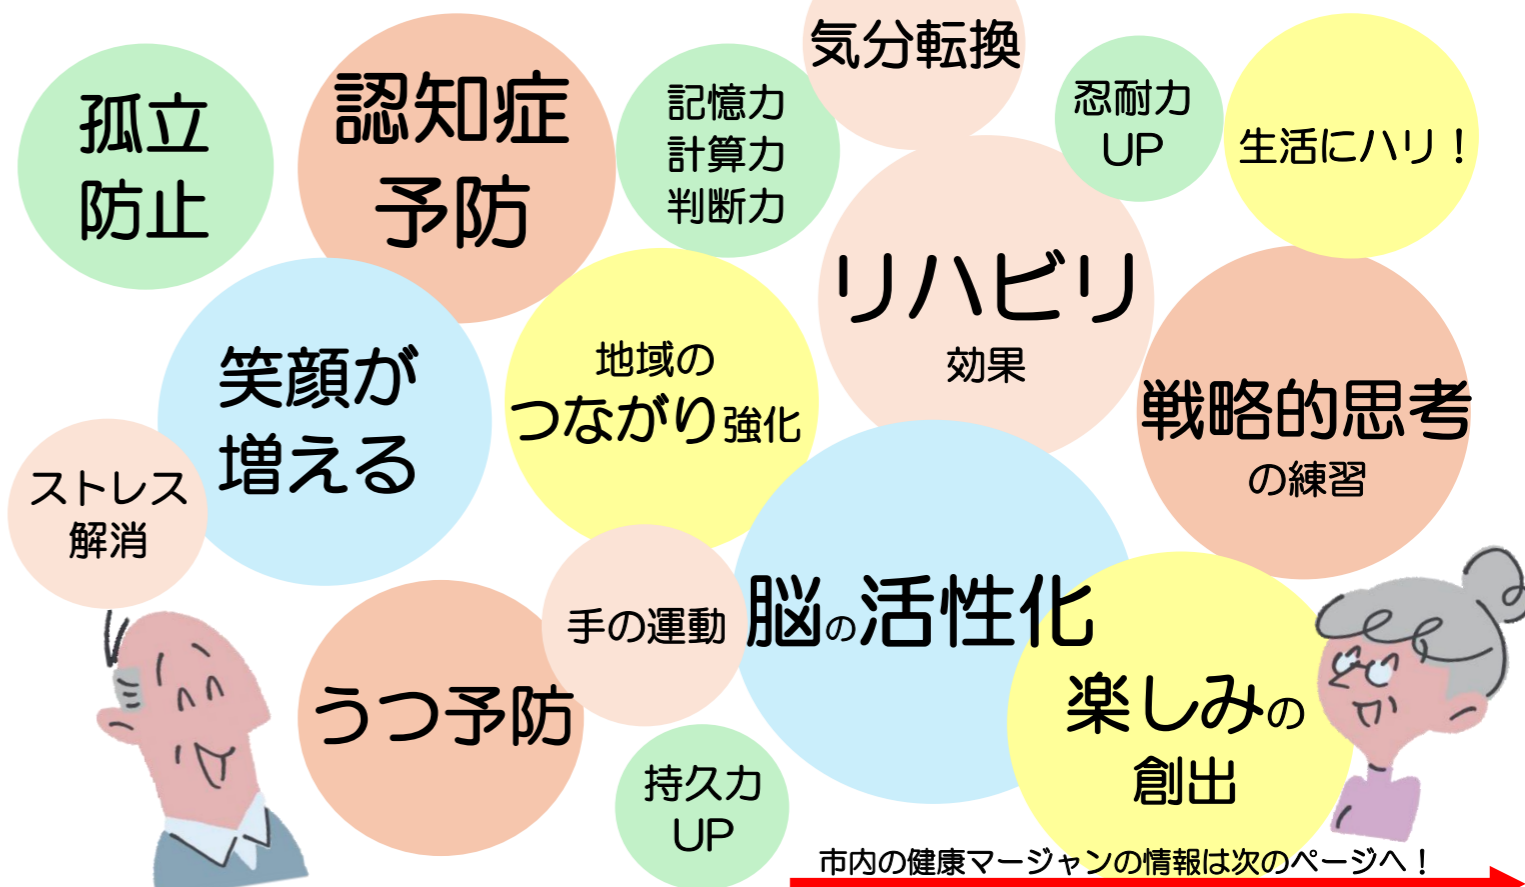 孤立
防止
認知症
予防
記憶力
計算力
判断力
気分転換
忍耐力
UP
生活にハリ！
笑顔が
増える
地域の
つながり強化
リハビリ
効果
戦略的思考
の練習
ストレス
解消
うつ予防
手の運動
脳の活性化
楽しみの
創出
持久力
UP
市内の健康マージャンの情報は次のページへ！